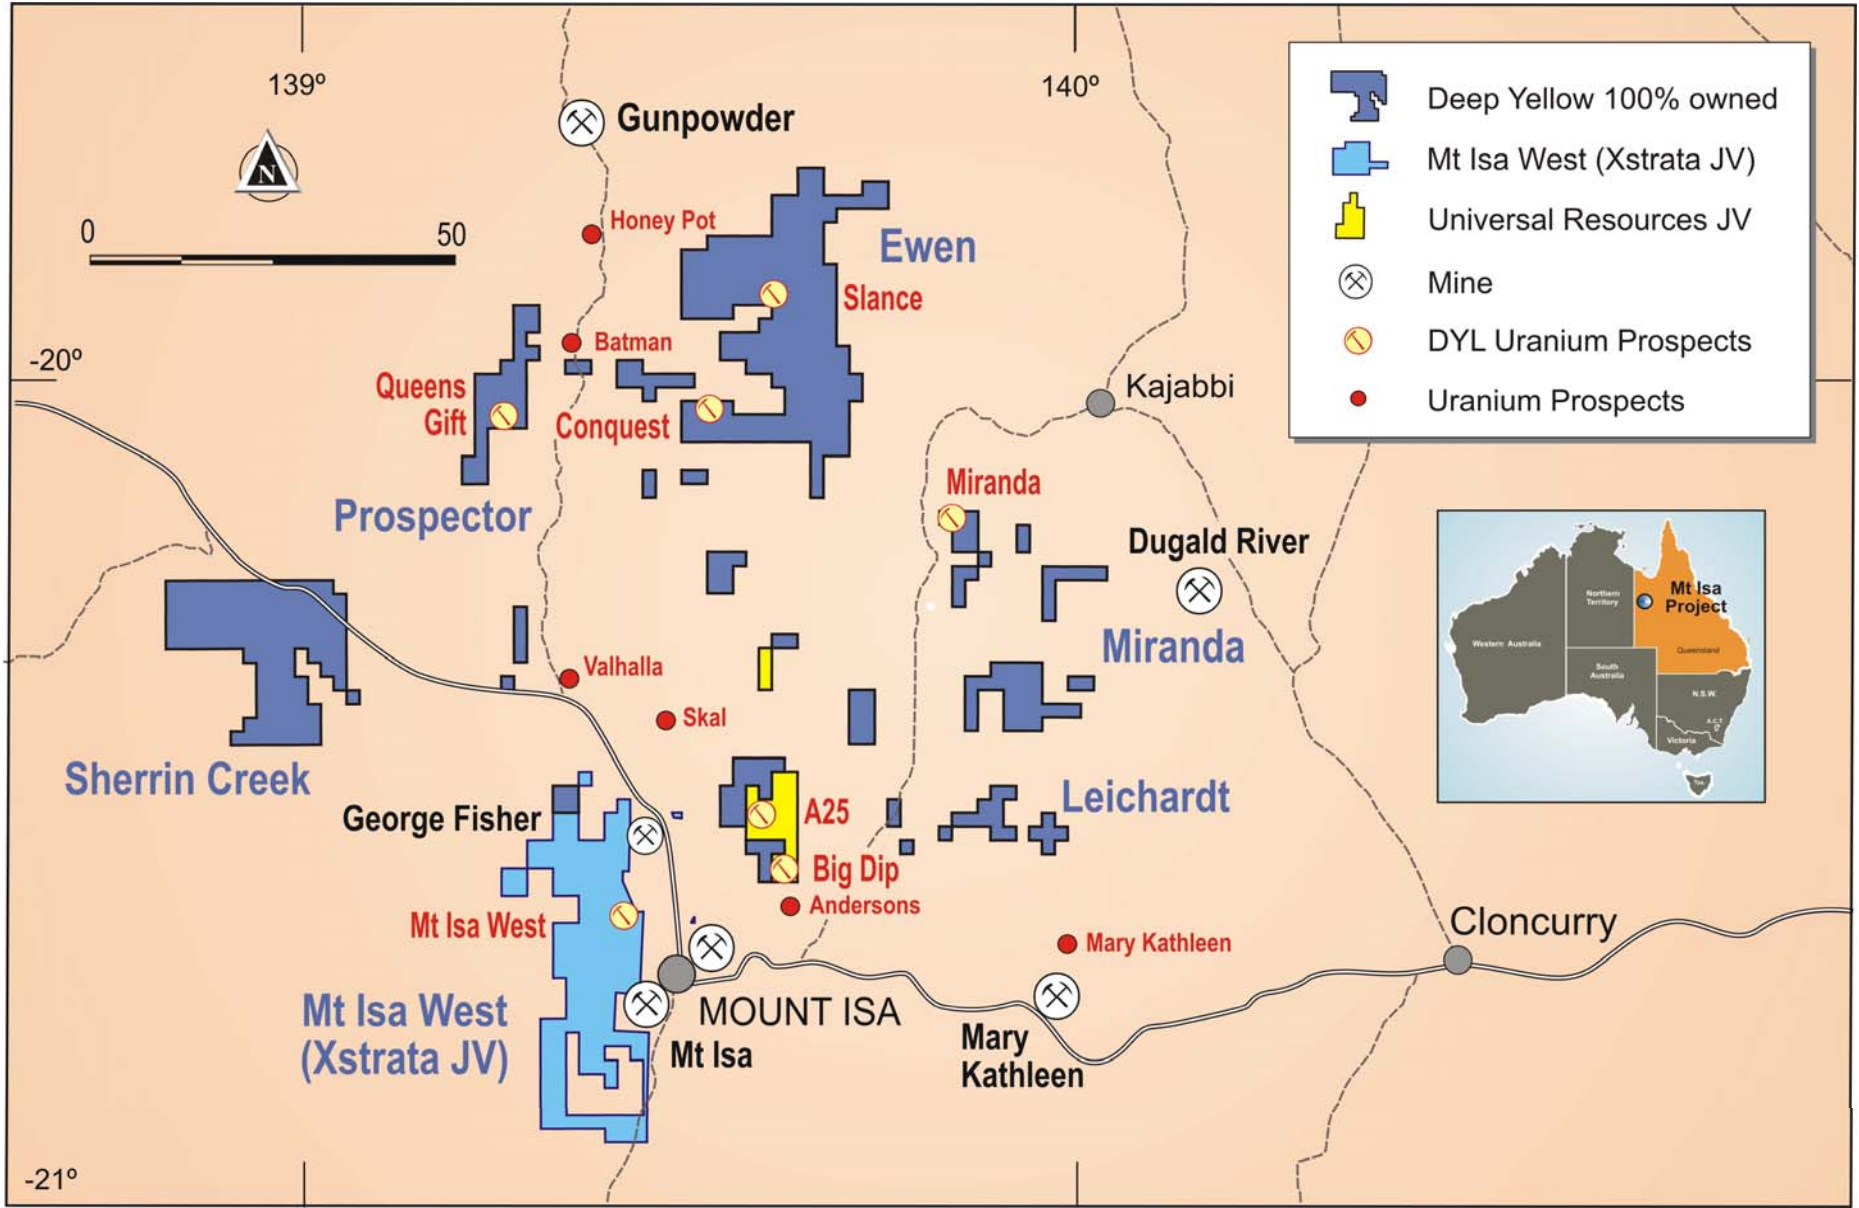 139º
140º
Gunpowder
N
0
50
Honey Pot
Ewen
Slance
Batman
-20º
Queens
Gift
Conquest
Kajabbi
Prospector
Miranda
Dugald River
Miranda
Valhalla
Skal
Sherrin Creek
George Fisher
A25
Leichardt
Big Dip
Andersons
Mt Isa West
Mary Kathleen
Cloncurry
Mt Isa West
(Xstrata JV)
MOUNT ISA
Mt Isa
Mary
Kathleen
-21º
Deep Yellow 100% owned
Mt Isa West (Xstrata JV)
Universal Resources JV
Mine
DYL Uranium Prospects
Uranium Prospects
Mt Isa
Project
Northern
Territory
Western Australia
Queensland
South
Australia
N.S.W.
A.C.T.
Victoria
Tas.